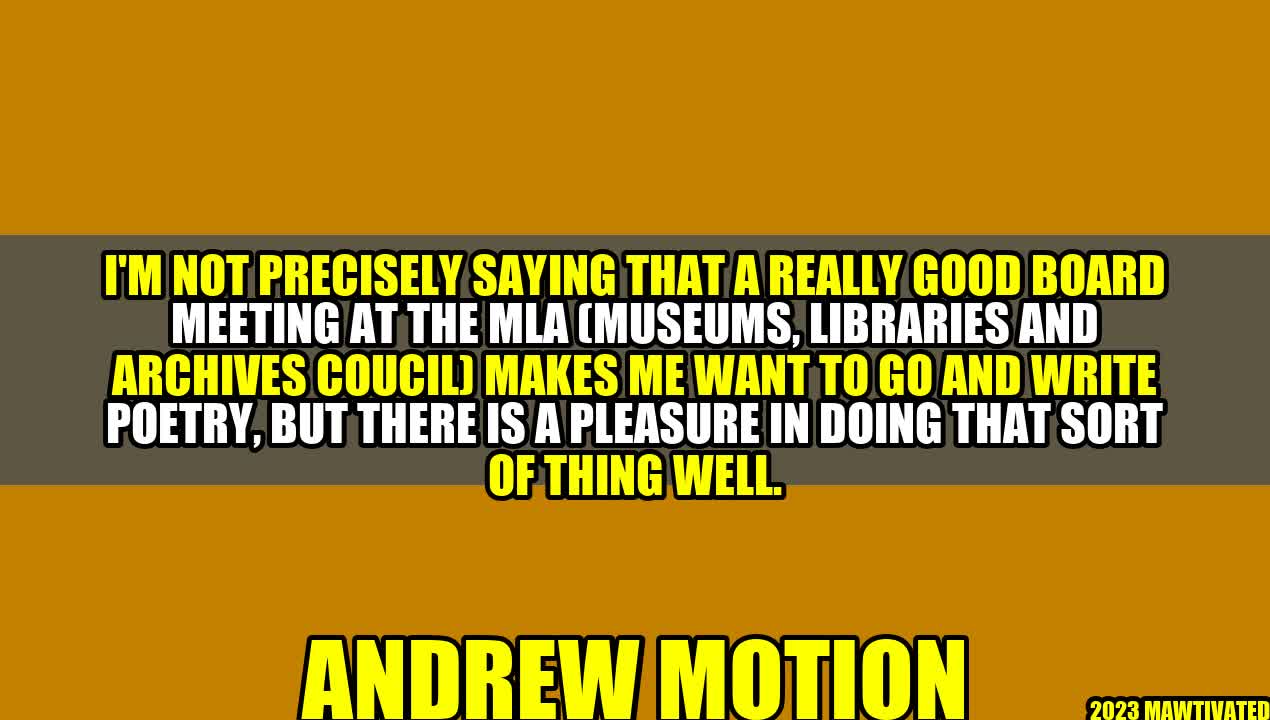 I'M NOT PRECISELY SAYING THAT A REALLY GOOD BOARD
MEETING AT THE MLA (MUSEUMS, LIBRARIES AND
ARCHIVES COUCIL) MAKES ME WANT TO GO AND WRITE
POETRY, BUT THERE IS A PLEASURE IN DOING THAT SORT
OF THING WELL.
ANDREW MOTION
2023 MAWTIVATED